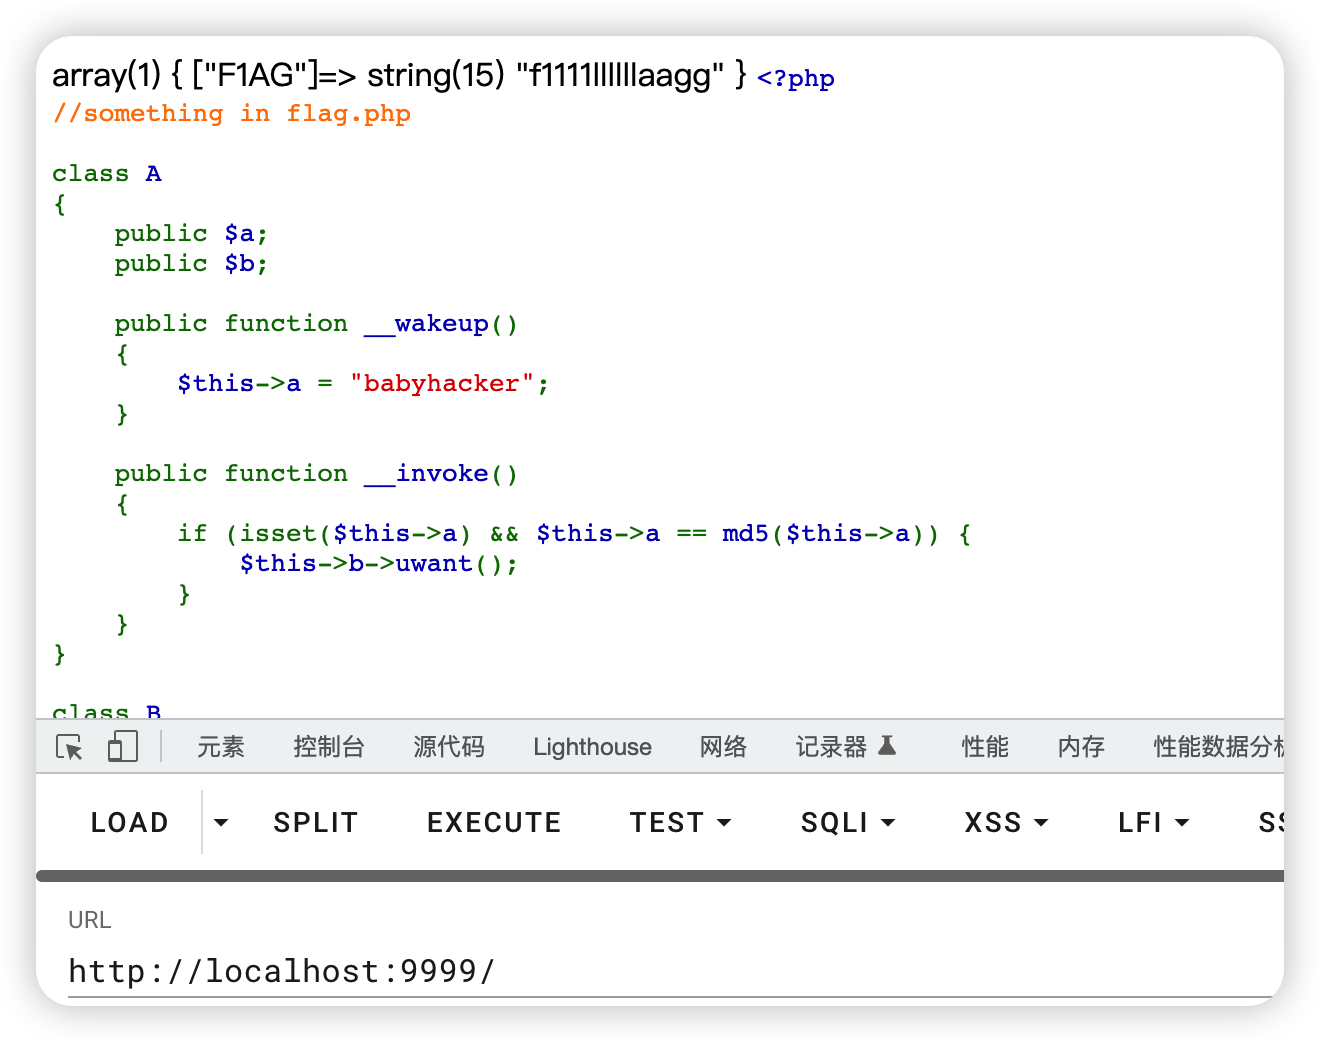 array(1) { ["F1AG"]=> string(15) "f1111llllllaagg" } <?php
//something in flag.php
class A
{
public $a;
public $b;
public function __wakeup()
{
$this->a = "babyhacker";
}
public function __invoke()
{
if (isset($this->a) && $this->a == md5($this->a)) {
$this->b->uwant();
}
}
}
class B
元素 控制台 源代码 Lighthouse 网络 记录器 性能 内存 性能数据分析
LOAD SPLIT EXECUTE TEST SQLI XSS LFI SS
URL
http://localhost:9999/